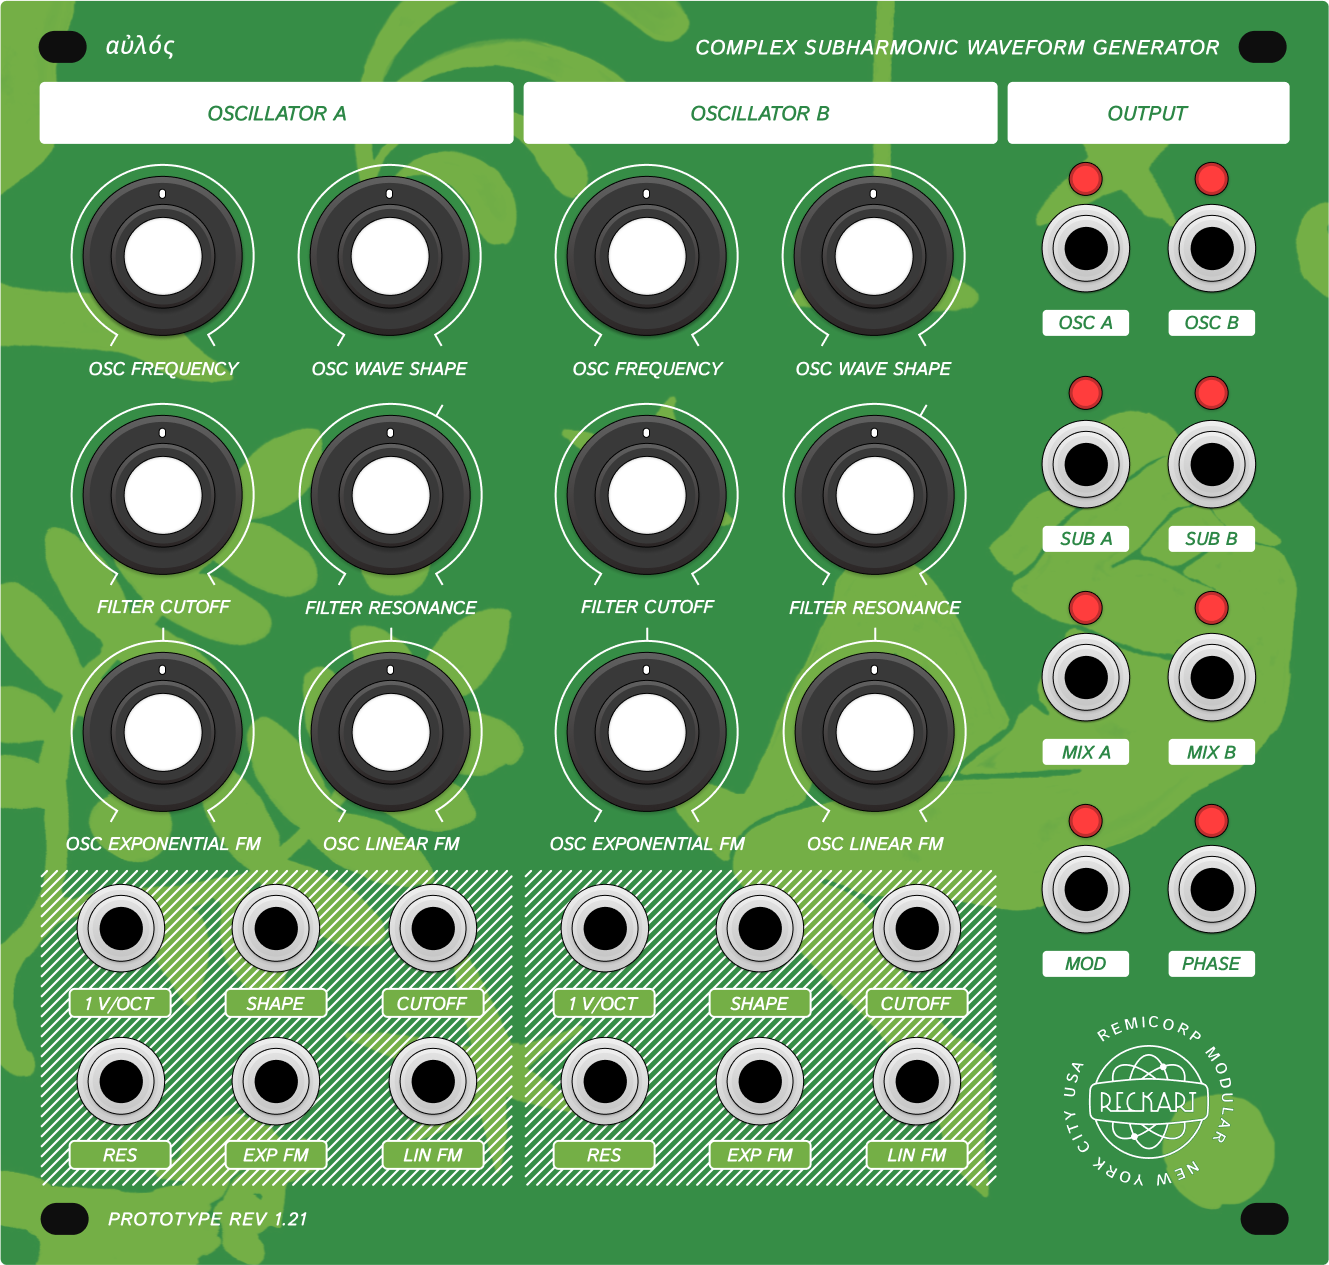 αὐλός
COMPLEX SUBHARMONIC WAVEFORM GENERATOR
OSCILLATOR A
OSCILLATOR B
OUTPUT
OSC A
OSC B
OSC FREQUENCY
OSC WAVE SHAPE
OSC FREQUENCY
OSC WAVE SHAPE
SUB A
SUB B
FILTER CUTOFF
FILTER RESONANCE
FILTER CUTOFF
FILTER RESONANCE
MIX A
MIX B
OSC EXPONENTIAL FM
OSC LINEAR FM
OSC EXPONENTIAL FM
OSC LINEAR FM
MOD
PHASE
1 V/OCT
SHAPE
CUTOFF
1 V/OCT
SHAPE
CUTOFF
RES
EXP FM
LIN FM
RES
EXP FM
LIN FM
REMICORP MODULAR
NEW YORK CITY USA
RECKART
PROTOTYPE REV 1.21